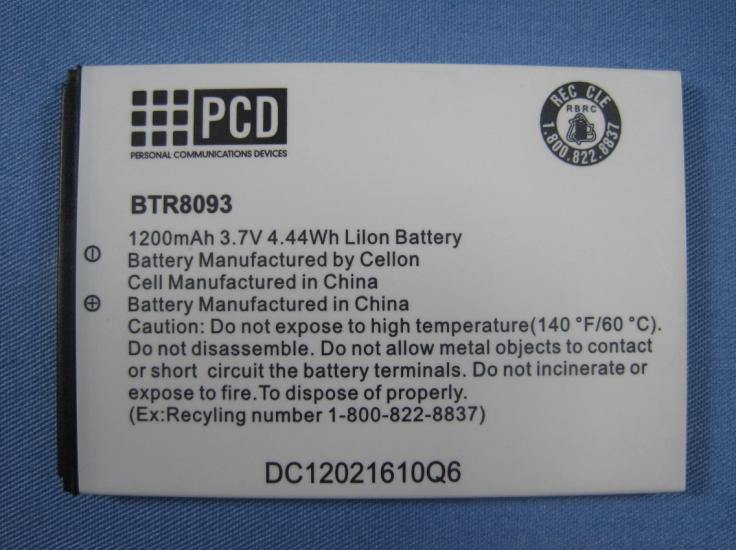 PCD
PERSONAL COMMUNICATIONS DEVICES
REC CLE
RBRC
1.800.822.8837
BTR8093
1200mAh 3.7V 4.44Wh LiIon Battery
Battery Manufactured by Cellon
Cell Manufactured in China
Battery Manufactured in China
Caution: Do not expose to high temperature(140 °F/60 °C).
Do not disassemble. Do not allow metal objects to contact
or short circuit the battery terminals. Do not incinerate or
expose to fire.To dispose of properly.
(Ex:Recyling number 1-800-822-8837)
DC12021610Q6